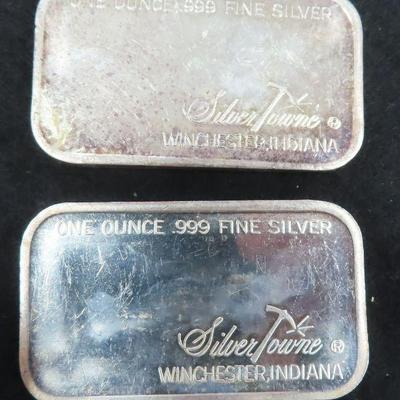 ONE OUNCE .999 FINE SILVER
Silver Towne ®
WINCHESTER, INDIANA
ONE OUNCE .999 FINE SILVER
Silver Towne ®
WINCHESTER, INDIANA